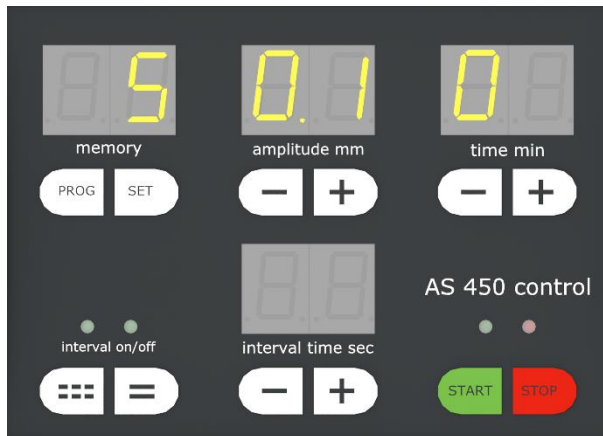 5 0.1 0
memory amplitude mm time min
PROG SET − + − +
AS 450 control
interval on/off interval time sec
− + START STOP